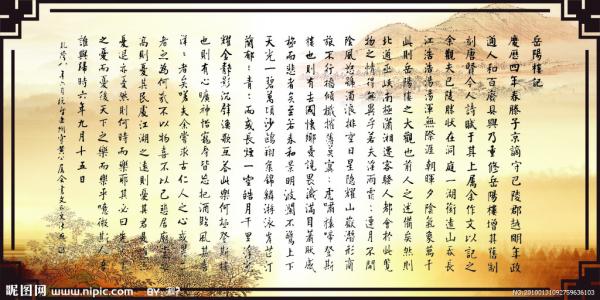 岳陽樓記
慶曆四年春滕子京謫守巴陵郡越明年政
通人和百廢具興乃重修岳陽樓增其舊制
刻唐賢今人詩賦于其上屬余作文以記之
余觀夫巴陵勝狀在洞庭一湖銜遠山吞長
江浩浩湯湯渾無際涯朝暉夕陰氣象萬千
此則岳陽樓之大觀也前人之述備矣然則
北通巫峽南極瀟湘遷客騷人都會於此覽
物之情得無異乎若夫淫雨霏霏連月不開
陰風怒號濁浪排空日星隱耀山嶽潛形商
旅不行檣傾楫摧薄暮冥冥虎嘯猿啼登斯
樓也則有去國懷鄉憂讒畏譏滿目蕭然感
極而悲者矣至若春和景明波瀾不驚上下
天光一碧萬頃沙鷗翔集錦鱗游泳岸芷汀
蘭郁青青而或長煙一空皓月千里浮光
耀金靜影沉璧漁歌互答此樂何極登斯樓
也則有心曠神怡寵辱皆忘把酒臨風其喜
洋洋者矣嗟夫余嘗求古仁人之心或異二
者之為何哉不以物喜不以己悲居廟堂之
高則憂其民處江湖之遠則憂其君是進亦
憂退亦憂然則何時而樂耶其必曰先天下
之憂而憂後天下之樂而樂乎噫微斯人吾
誰與歸時六年九月十五日
昵图网 www.nipic.com
BY:
NO:20100131092759636103